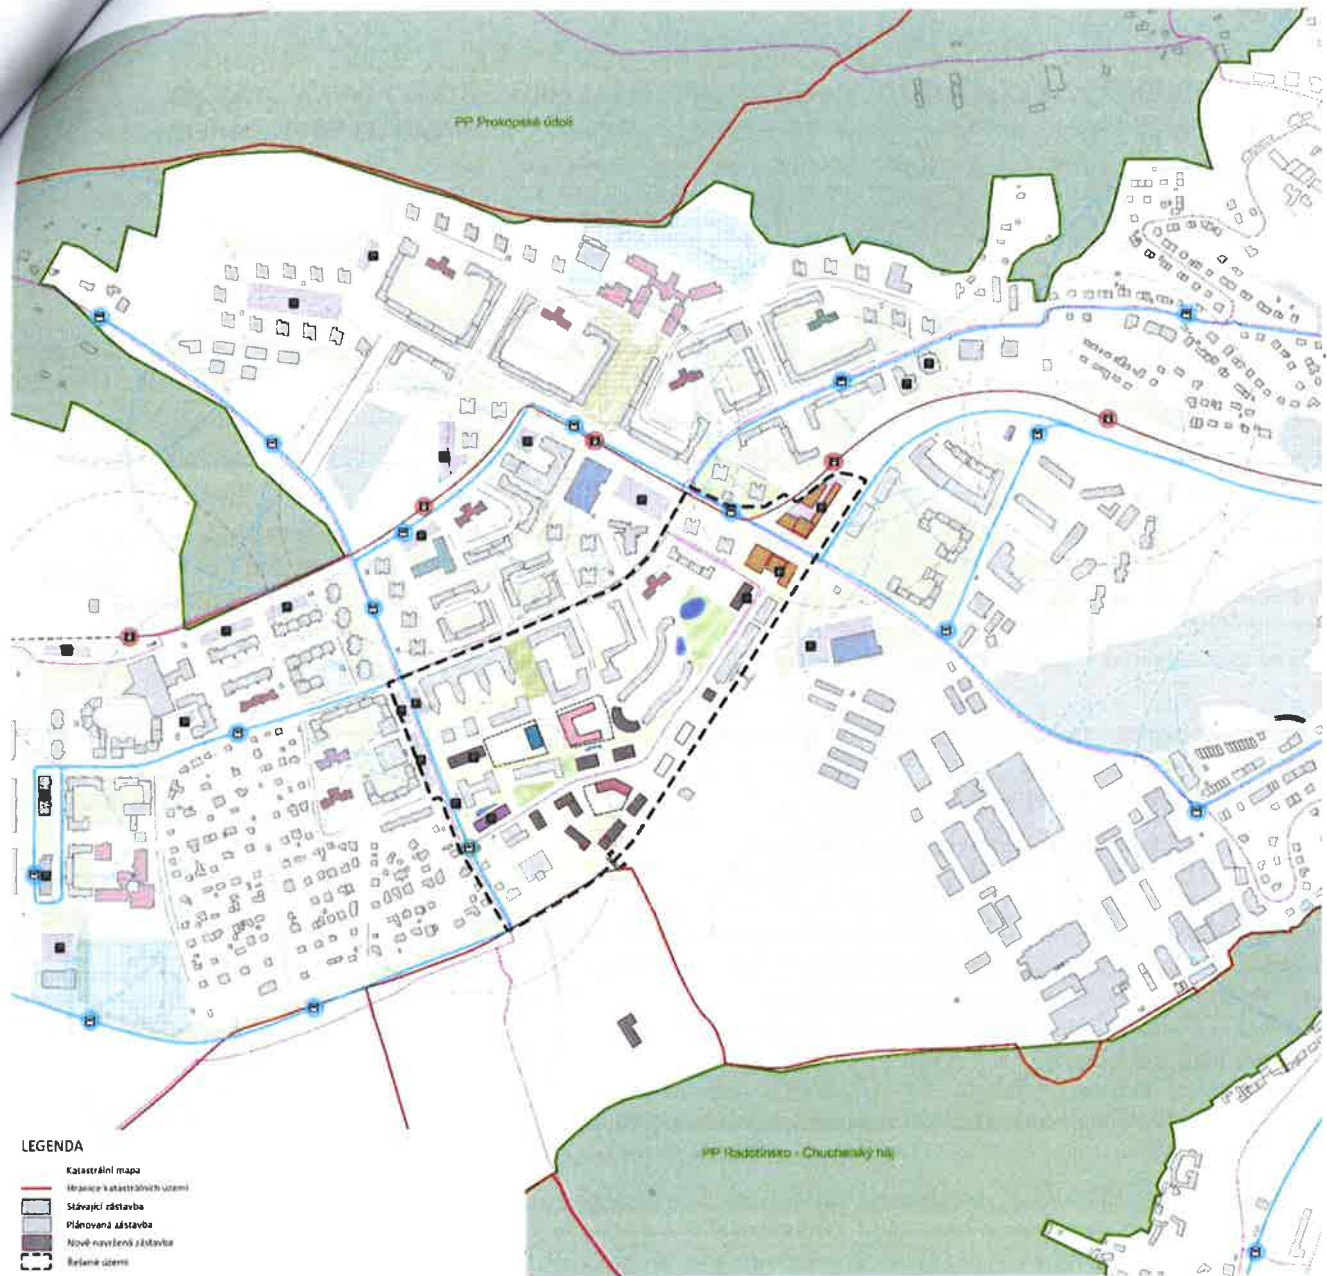 PP Prokopské údolí
PP Radotínsko - Chuchelský háj
LEGENDA
Katastrální mapa
Hranice katastrálních území
Stávající zástavba
Plánovaná zástavba
Nově navržená zástavba
Řešené území